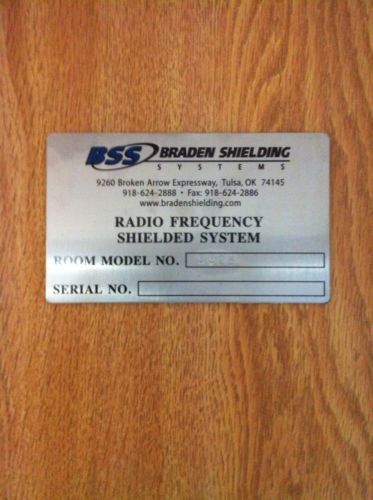 BSS BRADEN SHIELDING
SYSTEMS
9260 Broken Arrow Expressway, Tulsa, OK 74145
918-624-2888 • Fax: 918-624-2886
www.bradenshielding.com
RADIO FREQUENCY
SHIELDED SYSTEM
ROOM MODEL NO.
SERIAL NO.